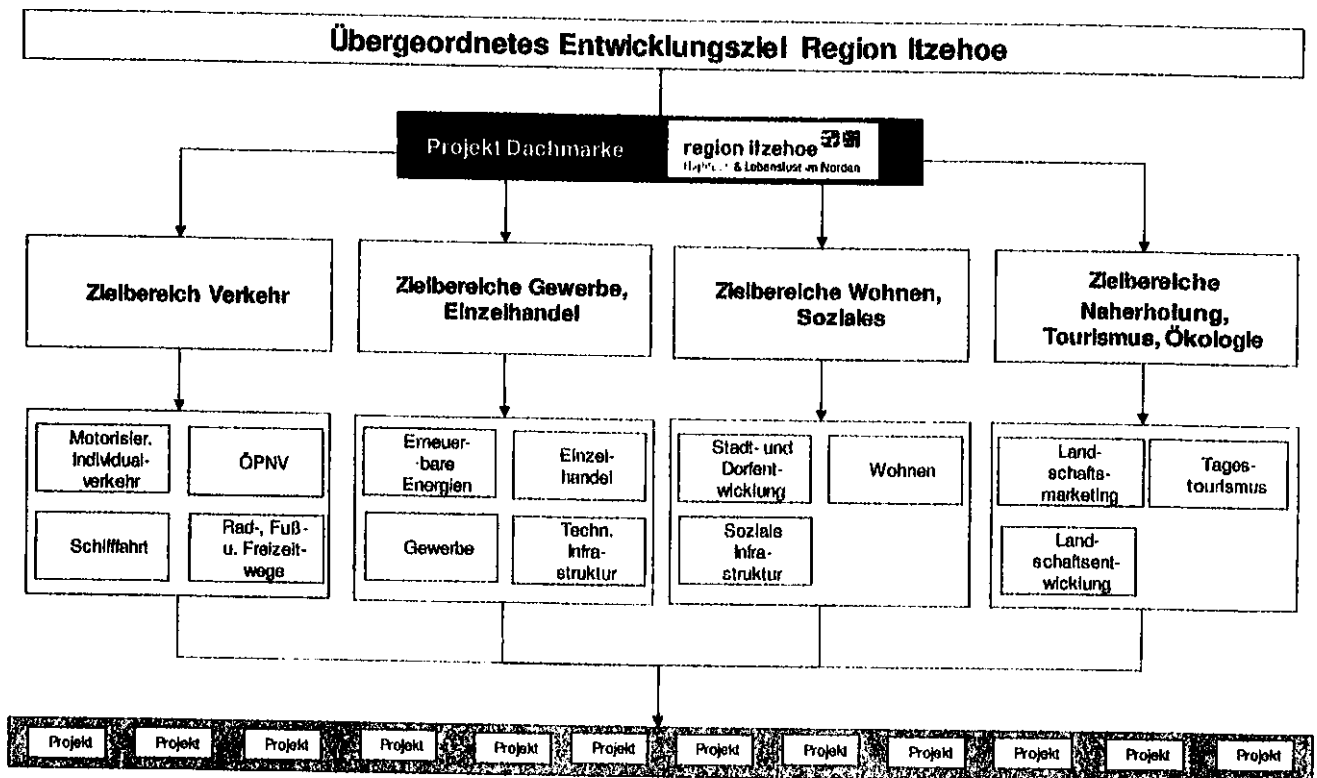 Übergeordnetes Entwicklungsziel Region Itzehoe
Projekt Dachmarke
region itzehoe
& Lebenslust im Norden
Zielbereich Verkehr
Zielbereiche Gewerbe,
Einzelhandel
Zielbereiche Wohnen,
Soziales
Zielbereiche
Naherholung,
Tourismus, Ökologie
Motorisier.
Individual-
verkehr
ÖPNV
Schifffahrt
Rad-, Fuß-
u. Freizeit-
wege
Erneuer-
-bare
Energien
Einzel-
handel
Gewerbe
Techn.
Infra-
struktur
Stadt- und
Dorfent-
wicklung
Wohnen
Soziale
Infra-
struktur
Land-
schafts-
marketing
Tages-
tourismus
Land-
schaftsent-
wicklung
Projekt
Projekt
Projekt
Projekt
Projekt
Projekt
Projekt
Projekt
Projekt
Projekt
Projekt
Projekt